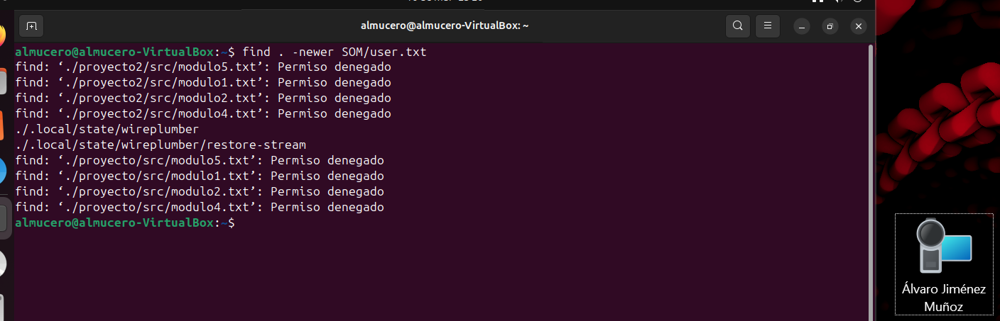 almucero@almucero-VirtualBox: ~
almucero@almucero-VirtualBox:~$ find . -newer SOM/user.txt
find: ‘./proyecto2/src/modulo5.txt’: Permiso denegado
find: ‘./proyecto2/src/modulo1.txt’: Permiso denegado
find: ‘./proyecto2/src/modulo2.txt’: Permiso denegado
find: ‘./proyecto2/src/modulo4.txt’: Permiso denegado
./.local/state/wireplumber
./.local/state/wireplumber/restore-stream
find: ‘./proyecto/src/modulo5.txt’: Permiso denegado
find: ‘./proyecto/src/modulo1.txt’: Permiso denegado
find: ‘./proyecto/src/modulo2.txt’: Permiso denegado
find: ‘./proyecto/src/modulo4.txt’: Permiso denegado
almucero@almucero-VirtualBox:~$
Álvaro Jiménez
Muñoz